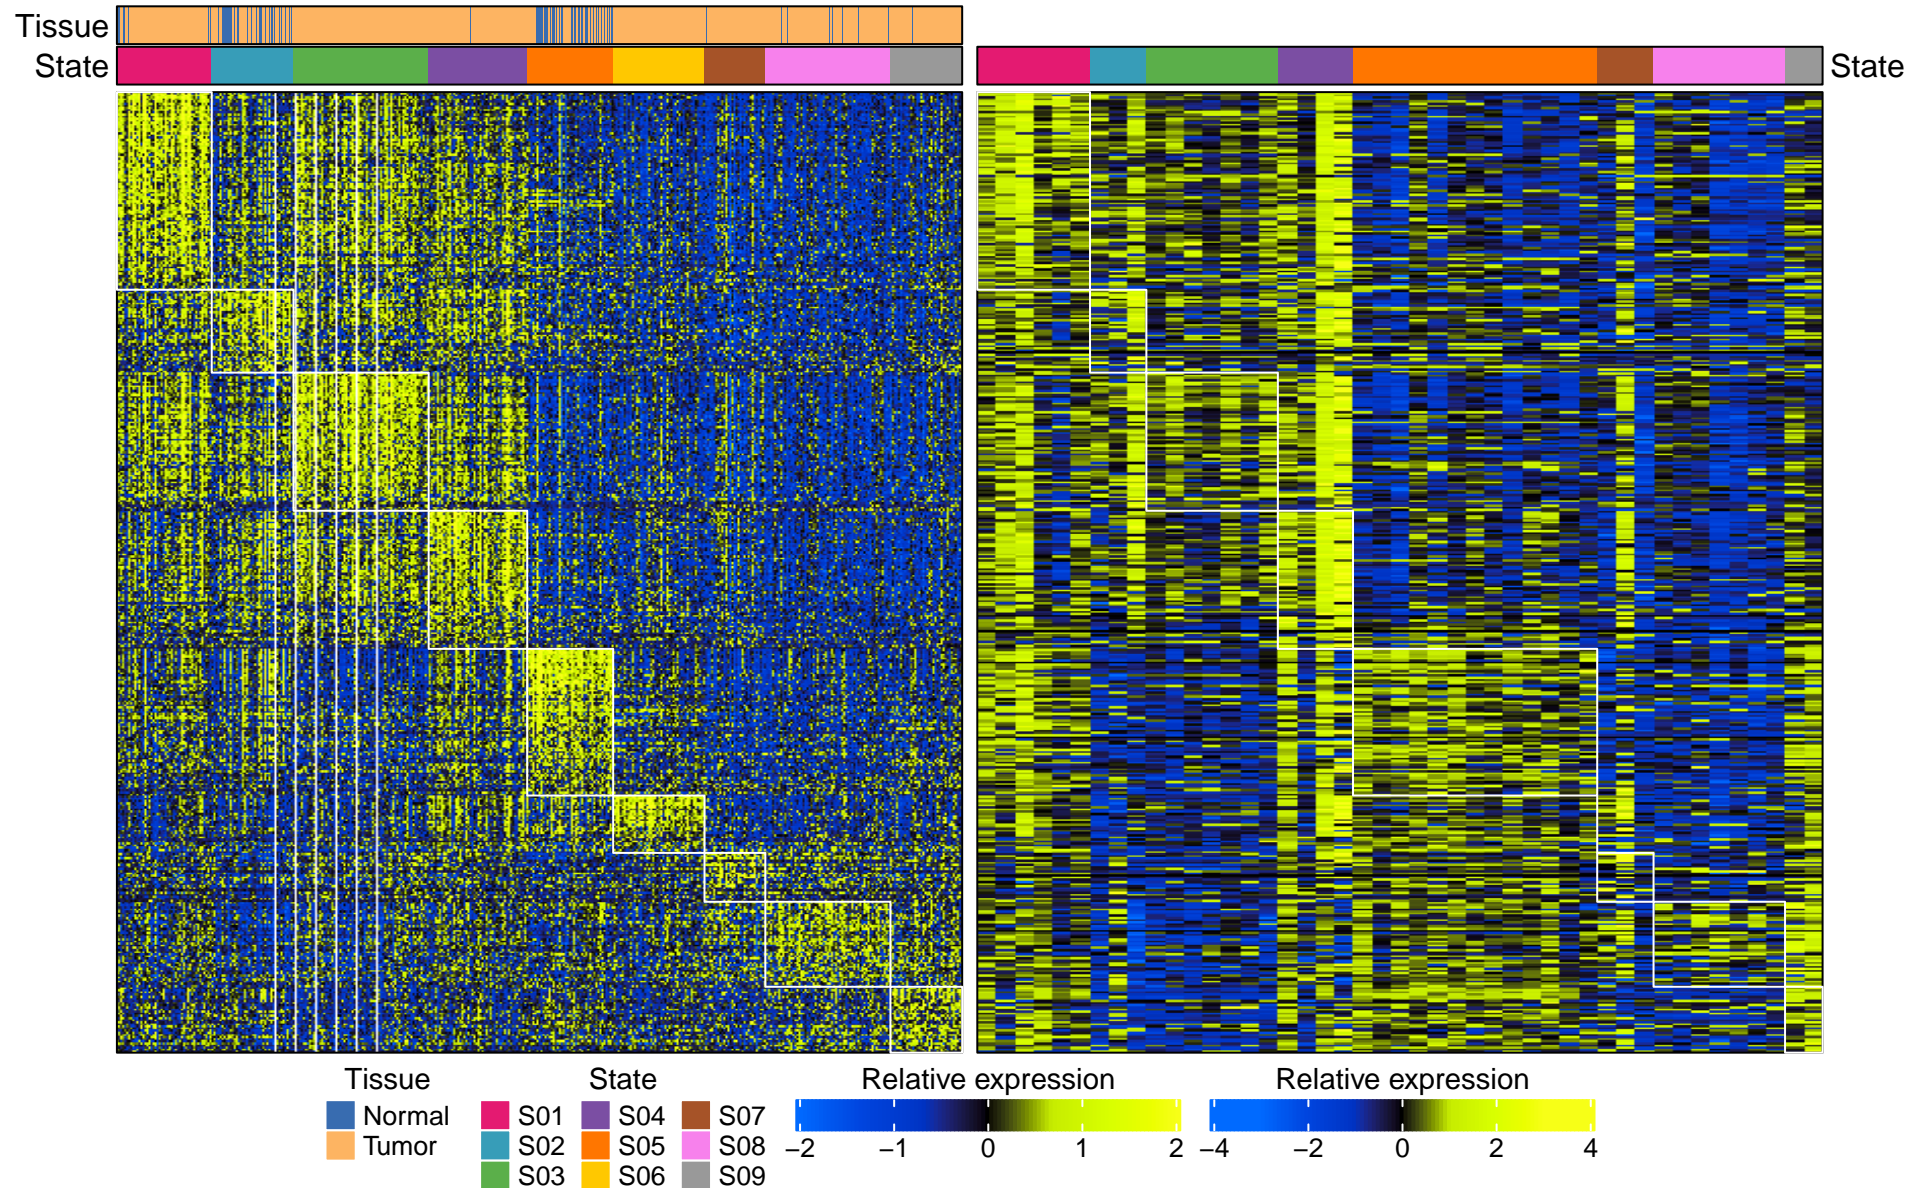 Tissue
State
State
Tissue
Normal
Tumor
State
S01
S02
S03
S04
S05
S06
S07
S08
S09
Relative expression
−2 −1 0 1 2
Relative expression
−4 −2 0 2 4